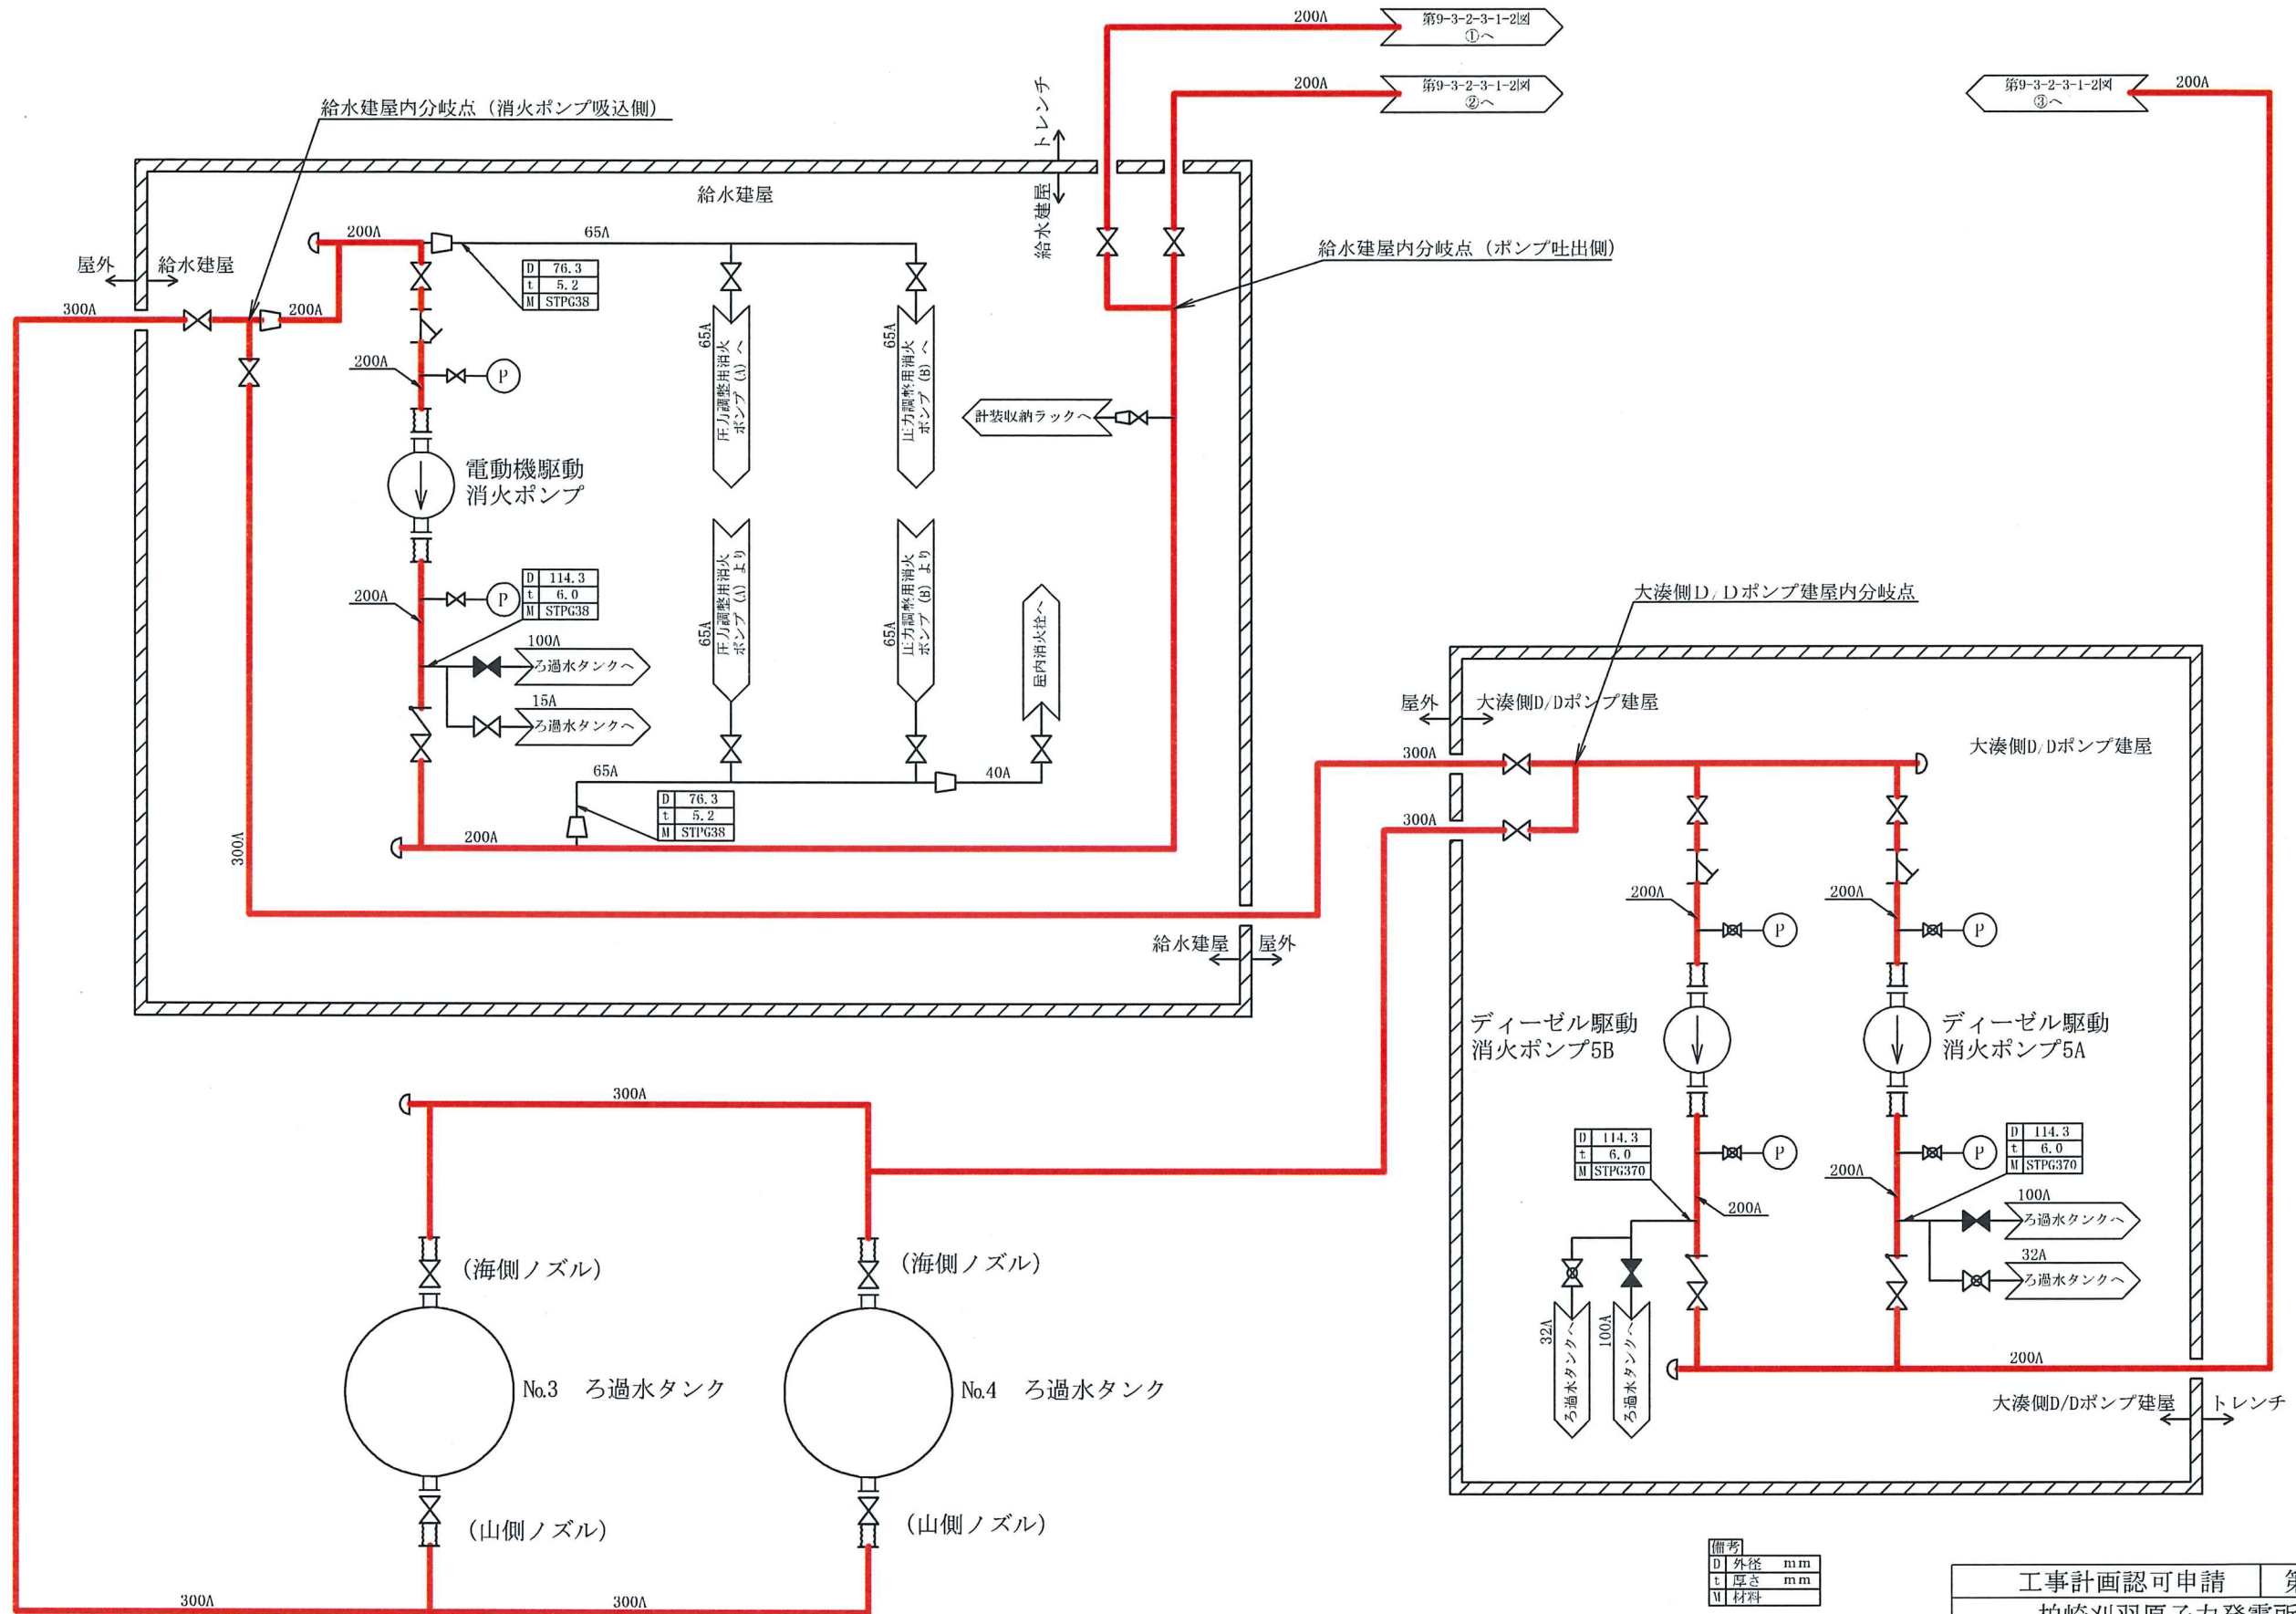 200A
第9-3-2-3-1-2図
①へ
200A
第9-3-2-3-1-2図
②へ
第9-3-2-3-1-2図
③へ
200A
給水建屋内分岐点（消火ポンプ吸込側）
トレンチ
給水建屋
給水建屋
給水建屋内分岐点（ポンプ吐出側）
屋外
給水建屋
300A
200A
200A
65A
D 76.3
t 5.2
M STPG38
200A
P
65A
圧力調整用消火
ポンプ（A）へ
65A
圧力調整用消火
ポンプ（B）へ
計装収納ラックへ
電動機駆動
消火ポンプ
200A
P
D 114.3
t 6.0
M STPG38
100A
ろ過水タンクへ
15A
ろ過水タンクへ
65A
圧力調整用消火
ポンプ（A）より
65A
圧力調整用消火
ポンプ（B）より
屋内消火栓へ
65A
40A
D 76.3
t 5.2
M STPG38
200A
300A
給水建屋
屋外
大湊側D/Dポンプ建屋内分岐点
屋外
大湊側D/Dポンプ建屋
大湊側D/Dポンプ建屋
300A
300A
200A
P
200A
P
ディーゼル駆動
消火ポンプ5B
ディーゼル駆動
消火ポンプ5A
D 114.3
t 6.0
M STPG370
P
200A
P
D 114.3
t 6.0
M STPG370
200A
100A
ろ過水タンクへ
32A
ろ過水タンクへ
32A
ろ過水タンクへ
100A
ろ過水タンクへ
200A
大湊側D/Dポンプ建屋
トレンチ
300A
（海側ノズル）
（海側ノズル）
№3　ろ過水タンク
№4　ろ過水タンク
（山側ノズル）
（山側ノズル）
300A
300A
備考
D 外径 mm
t 厚さ mm
M 材料
工事計画認可申請 第
柏崎刈羽原子力発電所